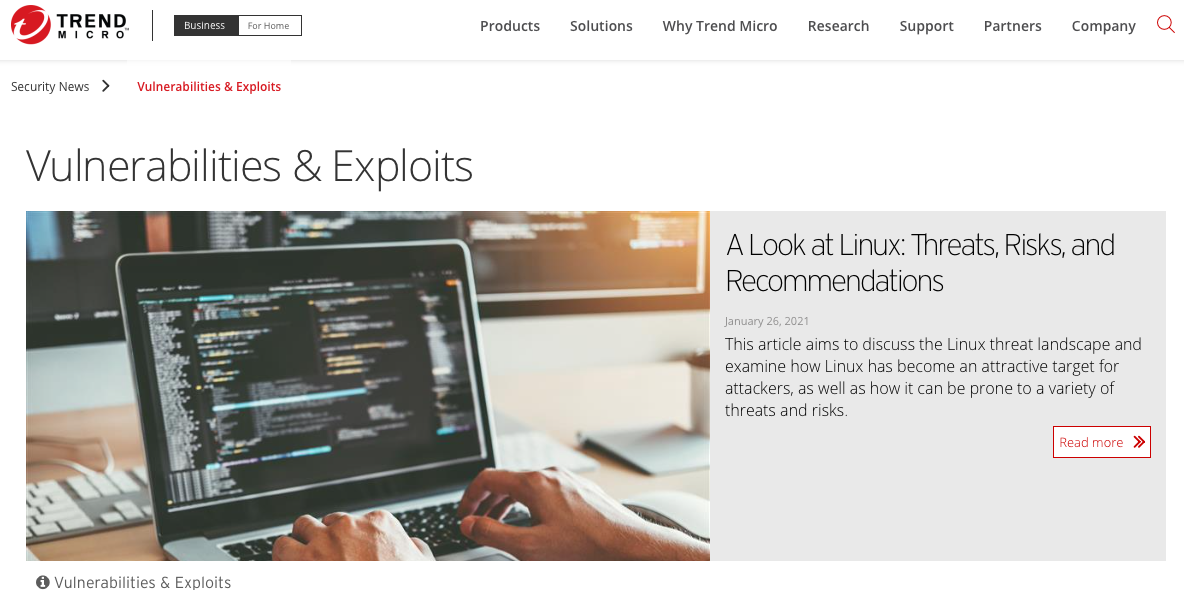 TREND MICRO™
Business For Home
Products Solutions Why Trend Micro Research Support Partners Company
Security News Vulnerabilities & Exploits
Vulnerabilities & Exploits
A Look at Linux: Threats, Risks, and
Recommendations
January 26, 2021
This article aims to discuss the Linux threat landscape and
examine how Linux has become an attractive target for
attackers, as well as how it can be prone to a variety of
threats and risks.
Read more
Vulnerabilities & Exploits